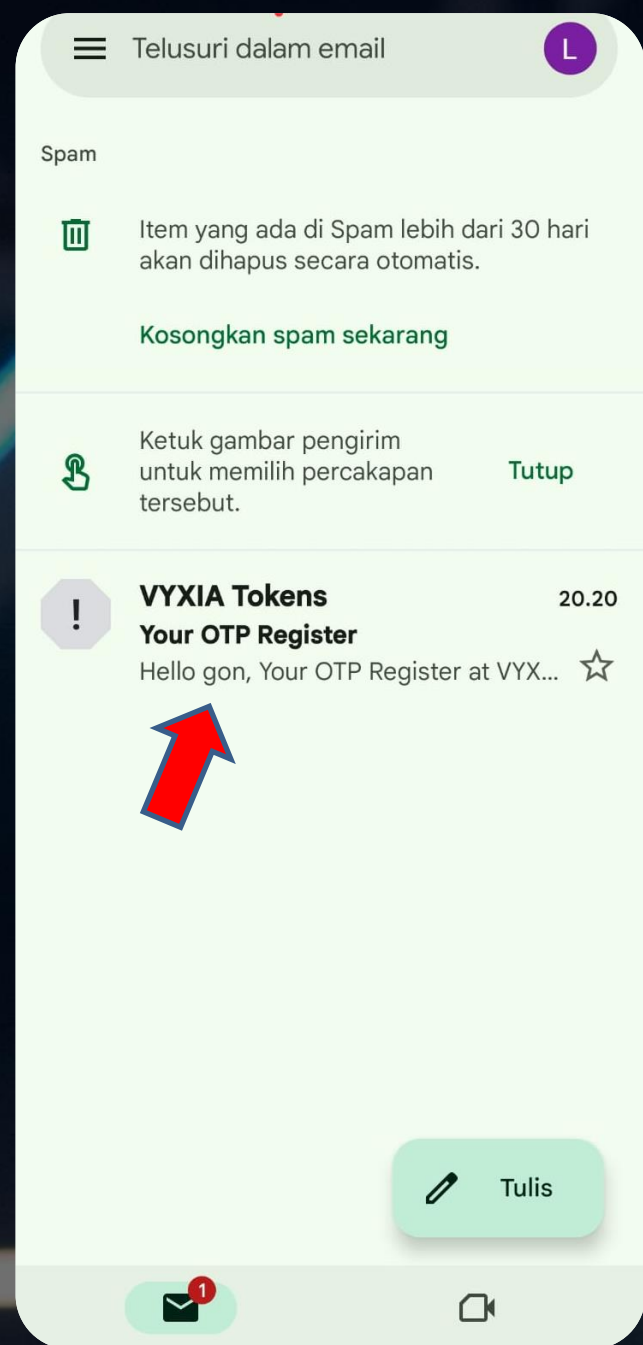 Telusuri dalam email
L
Spam
Item yang ada di Spam lebih dari 30 hari
akan dihapus secara otomatis.
Kosongkan spam sekarang
Ketuk gambar pengirim
untuk memilih percakapan
tersebut.
Tutup
!
VYXIA Tokens
20.20
Your OTP Register
Hello gon, Your OTP Register at VYX...
Tulis
1